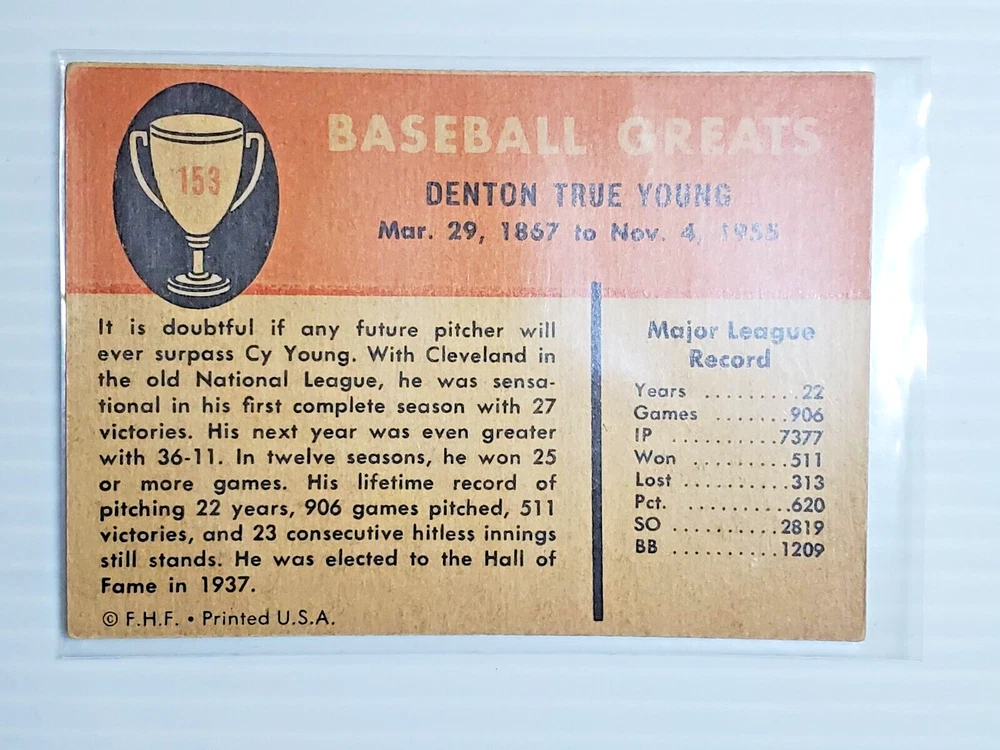 153
BASEBALL GREATS
DENTON TRUE YOUNG
Mar. 29, 1867 to Nov. 4, 1955
It is doubtful if any future pitcher will
ever surpass Cy Young. With Cleveland in
the old National League, he was sensa-
tional in his first complete season with 27
victories. His next year was even greater
with 36-11. In twelve seasons, he won 25
or more games. His lifetime record of
pitching 22 years, 906 games pitched, 511
victories, and 23 consecutive hitless innings
still stands. He was elected to the Hall of
Fame in 1937.
© F.H.F. • Printed U.S.A.
Major League
Record
Years .........22
Games .......906
IP ..........7377
Won .........511
Lost ..........313
Pct. ..........620
SO ..........2819
BB ..........1209